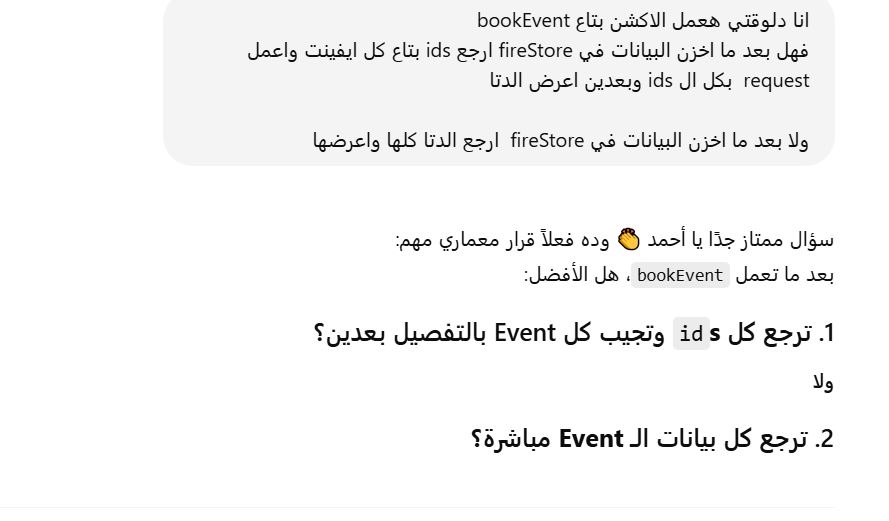 انا دلوقتي هعمل الاكشن بتاع bookEvent
فهل بعد ما اخزن البيانات في fireStore ارجع ids بتاع كل ايفينت واعمل
request بكل ال ids وبعدين اعرض الدتا
ولا بعد ما اخزن البيانات في fireStore ارجع الدتا كلها واعرضها
سؤال ممتاز جدًا يا أحمد 👏 وده فعلاً قرار معماري مهم:
بعد ما تعمل bookEvent، هل الأفضل:
1. ترجع كل ids وتجيب كل Event بالتفصيل بعدين؟
ولا
2. ترجع كل بيانات الـ Event مباشرة؟